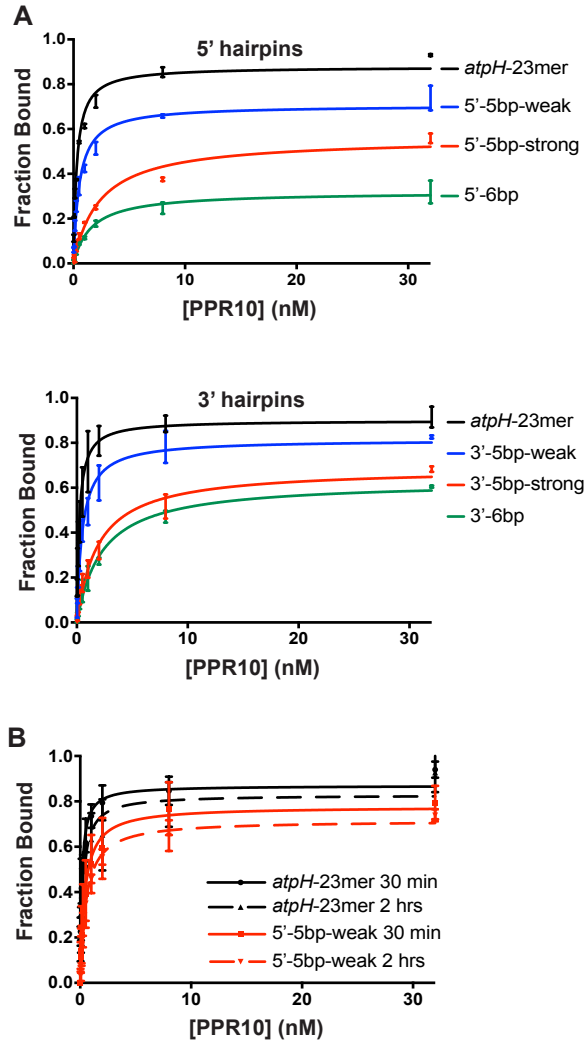 A
5' hairpins
1.0
0.8
0.6
0.4
0.2
0.0
Fraction Bound
0
10
20
30
[PPR10] (nM)
atpH-23mer
5'-5bp-weak
5'-5bp-strong
5'-6bp
3' hairpins
1.0
0.8
0.6
0.4
0.2
0.0
Fraction Bound
0
10
20
30
[PPR10] (nM)
atpH-23mer
3'-5bp-weak
3'-5bp-strong
3'-6bp
B
1.0
0.8
0.6
0.4
0.2
0.0
Fraction Bound
atpH-23mer 30 min
atpH-23mer 2 hrs
5'-5bp-weak 30 min
5'-5bp-weak 2 hrs
0
10
20
30
[PPR10] (nM)